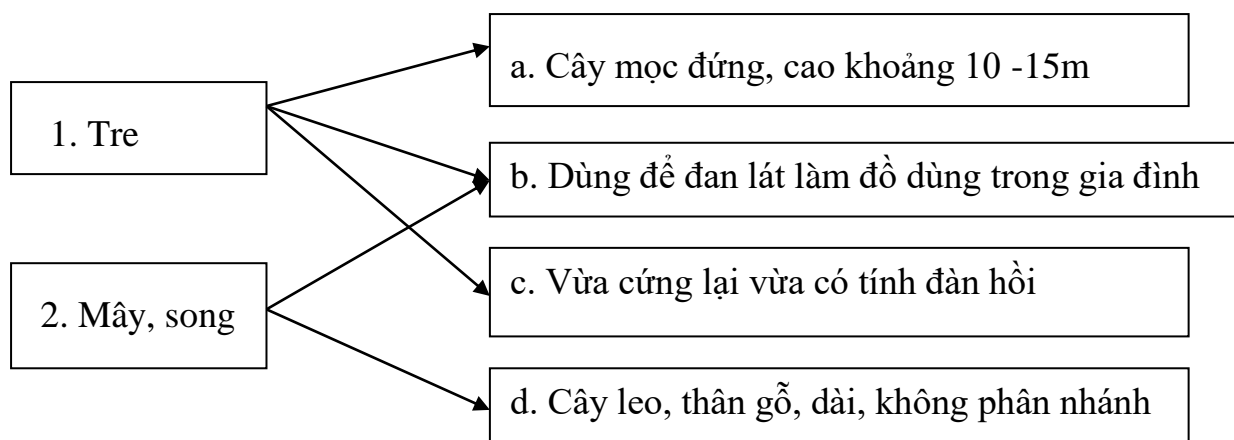 a. Cây mọc đứng, cao khoảng 10 -15m
1. Tre
b. Dùng để đan lát làm đồ dùng trong gia đình
c. Vừa cứng lại vừa có tính đàn hồi
2. Mây, song
d. Cây leo, thân gỗ, dài, không phân nhánh